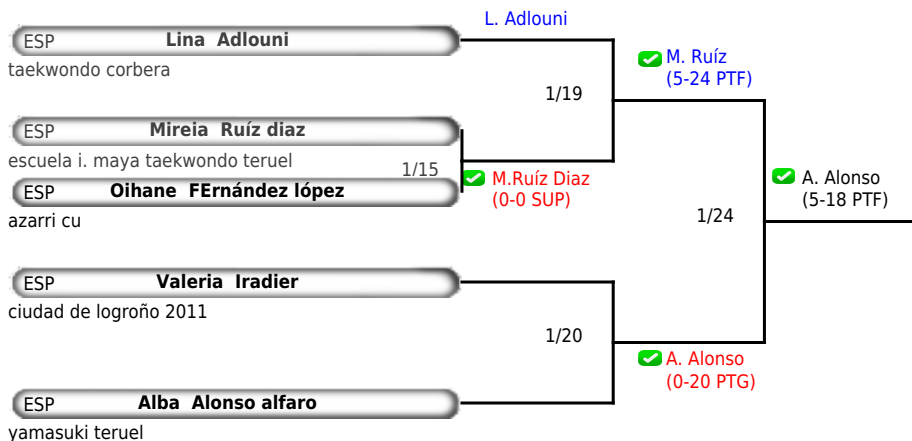 L. Adlouni
ESP Lina Adlouni
taekwondo corbera
M. Ruíz
(5-24 PTF)
1/19
ESP Mireia Ruíz diaz
escuela i. maya taekwondo teruel
1/15
M.Ruíz Diaz
(0-0 SUP)
ESP Oihane FErnández lópez
azarri cu
A. Alonso
(5-18 PTF)
1/24
ESP Valeria Iradier
ciudad de logroño 2011
1/20
A. Alonso
(0-20 PTG)
ESP Alba Alonso alfaro
yamasuki teruel